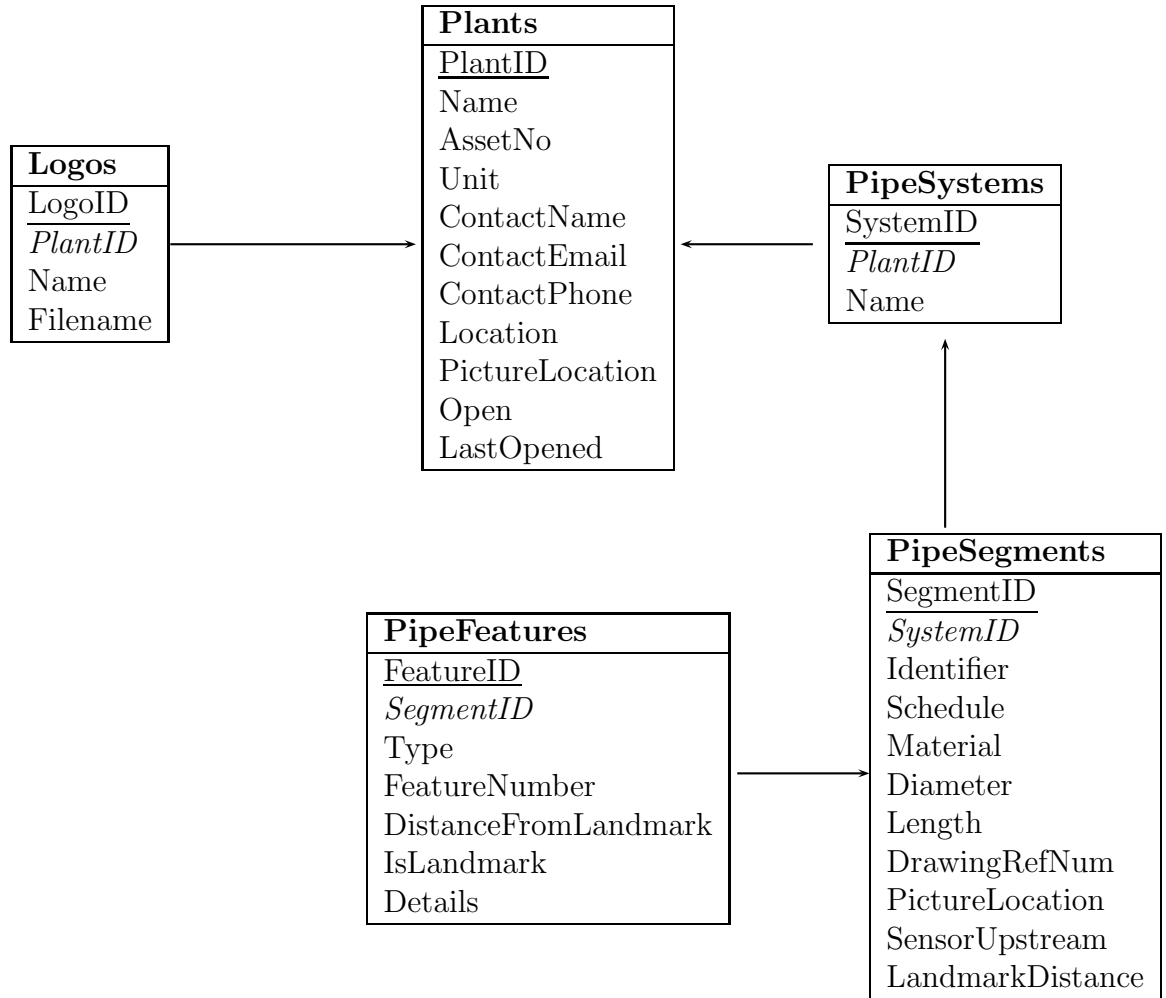 Plants
PlantID
Name
AssetNo
Unit
ContactName
ContactEmail
ContactPhone
Location
PictureLocation
Open
LastOpened
Logos
LogoID
PlantID
Name
Filename
PipeSystems
SystemID
PlantID
Name
PipeSegments
SegmentID
SystemID
Identifier
Schedule
Material
Diameter
Length
DrawingRefNum
PictureLocation
SensorUpstream
LandmarkDistance
PipeFeatures
FeatureID
SegmentID
Type
FeatureNumber
DistanceFromLandmark
IsLandmark
Details